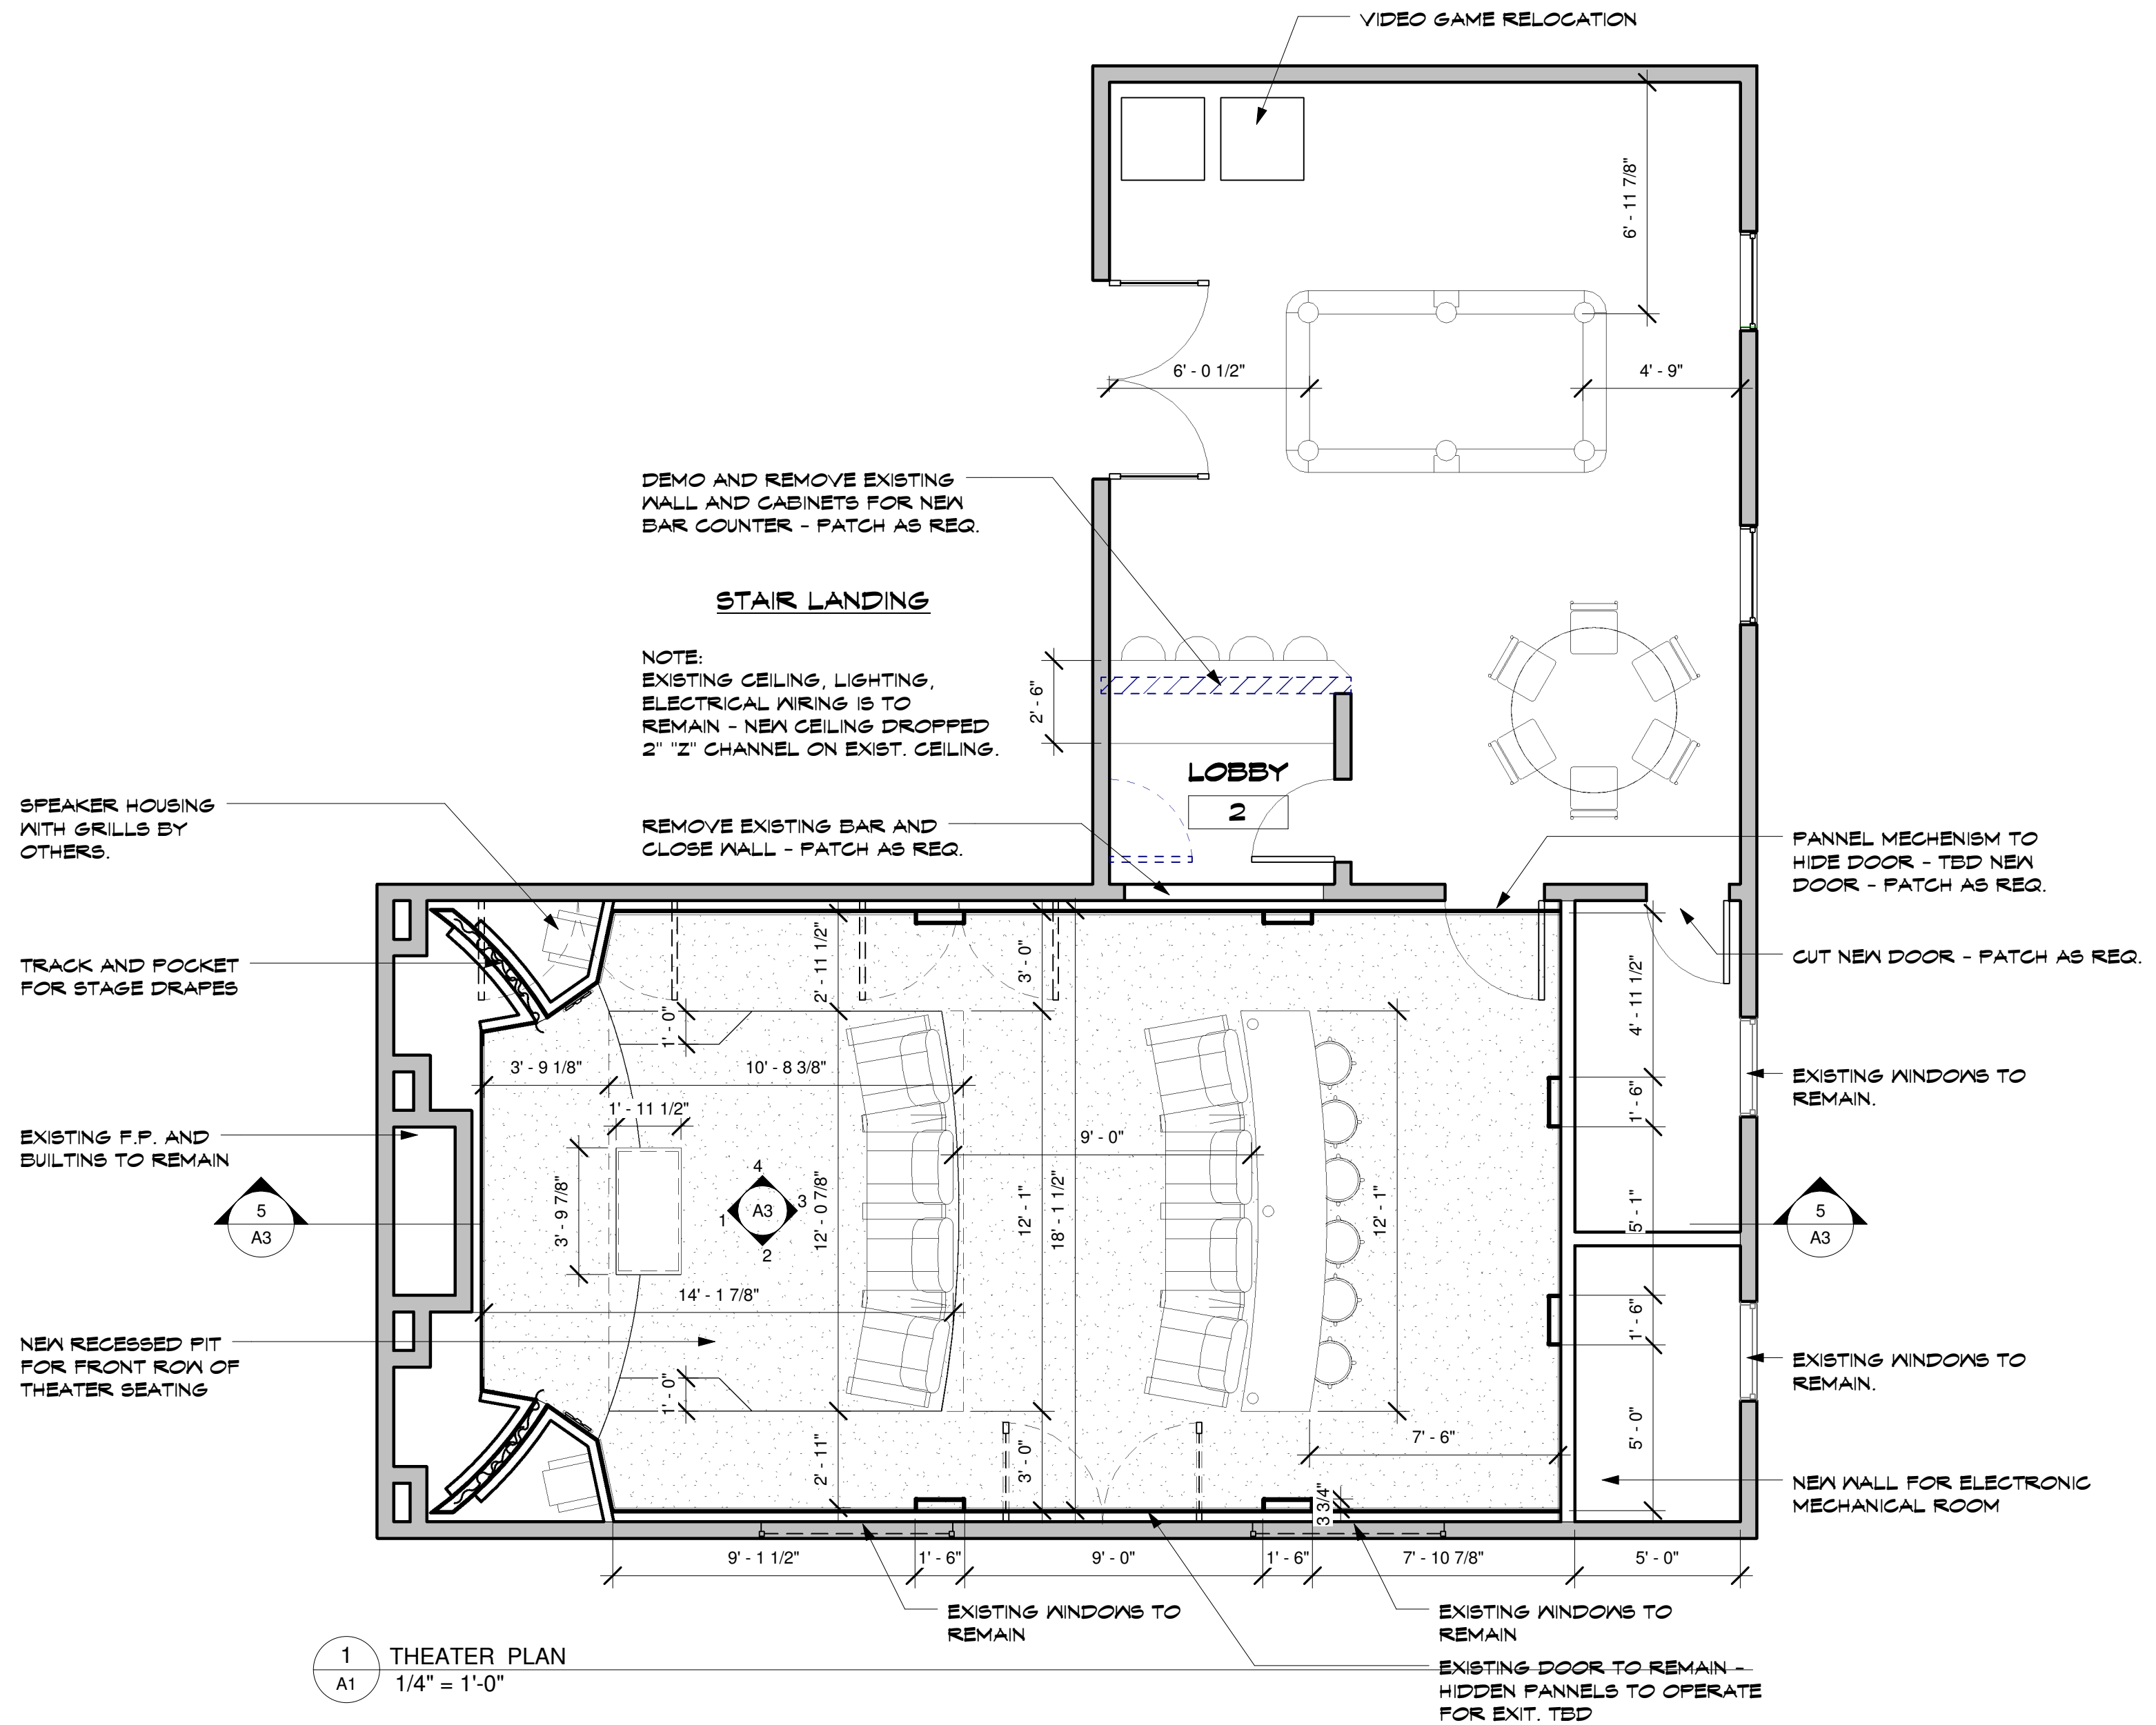 VIDEO GAME RELOCATION
6' - 11 7/8"
6' - 0 1/2"
4' - 9"
DEMO AND REMOVE EXISTING
WALL AND CABINETS FOR NEW
BAR COUNTER - PATCH AS REQ.
STAIR LANDING
NOTE:
EXISTING CEILING, LIGHTING,
ELECTRICAL WIRING IS TO
REMAIN - NEW CEILING DROPPED
2" "Z" CHANNEL ON EXIST. CEILING.
2' - 6"
LOBBY
2
SPEAKER HOUSING
WITH GRILLS BY
OTHERS.
REMOVE EXISTING BAR AND
CLOSE WALL - PATCH AS REQ.
PANNEL MECHENISM TO
HIDE DOOR - TBD NEW
DOOR - PATCH AS REQ.
TRACK AND POCKET
FOR STAGE DRAPES
CUT NEW DOOR - PATCH AS REQ.
2' - 11 1/2"
3' - 0"
4' - 11 1/2"
1' - 0"
3' - 9 1/8"
10' - 8 3/8"
1' - 11 1/2"
EXISTING WINDOWS TO
REMAIN.
1' - 6"
EXISTING F.P. AND
BUILTINS TO REMAIN
9' - 0"
3' - 9 7/8"
4
1
A3
3
2
12' - 0 7/8"
12' - 1"
18' - 1 1/2"
12' - 1"
5' - 1"
5
A3
5
A3
14' - 1 7/8"
1' - 6"
NEW RECESSED PIT
FOR FRONT ROW OF
THEATER SEATING
EXISTING WINDOWS TO
REMAIN.
1' - 0"
2' - 11"
3' - 0"
7' - 6"
5' - 0"
3 3/4"
NEW WALL FOR ELECTRONIC
MECHANICAL ROOM
9' - 1 1/2"
1' - 6"
9' - 0"
1' - 6"
7' - 10 7/8"
5' - 0"
EXISTING WINDOWS TO
REMAIN
EXISTING WINDOWS TO
REMAIN
1
A1
THEATER PLAN
1/4" = 1'-0"
EXISTING DOOR TO REMAIN -
HIDDEN PANNELS TO OPERATE
FOR EXIT. TBD